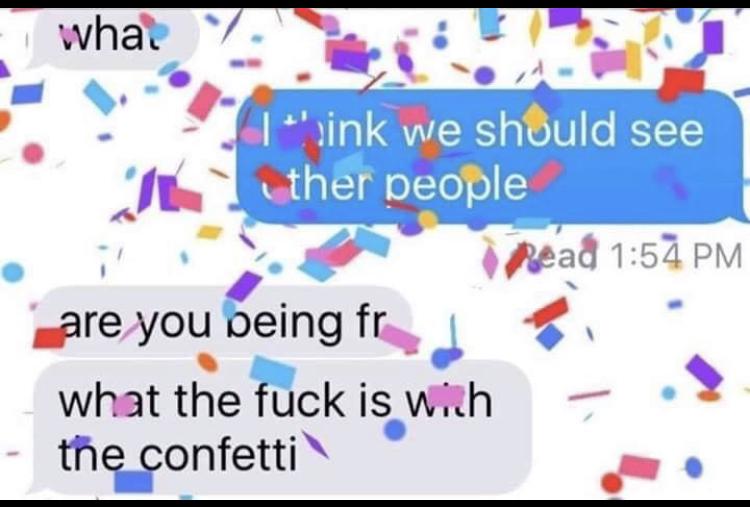 what
I think we should see
other people
Read 1:54 PM
are you being fr
what the fuck is with
the confetti